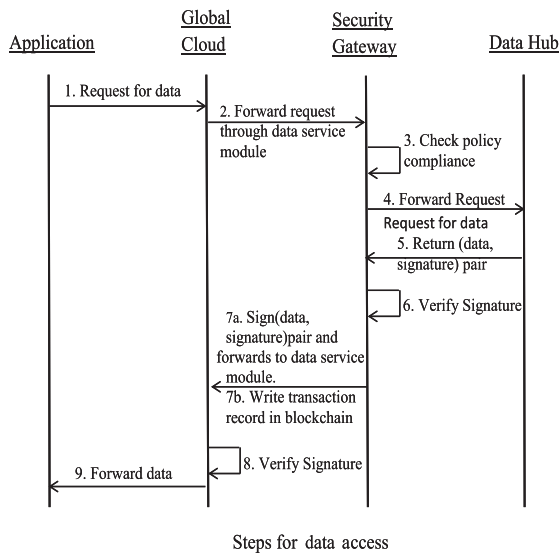 Application
Global
Cloud
Security
Gateway
Data Hub
1. Request for data
2. Forward request
through data service
module
3. Check policy
compliance
4. Forward Request
Request for data
5. Return (data,
signature) pair
6. Verify Signature
7a. Sign(data,
signature)pair and
forwards to data service
module.
7b. Write transaction
record in blockchain
8. Verify Signature
9. Forward data
Steps for data access